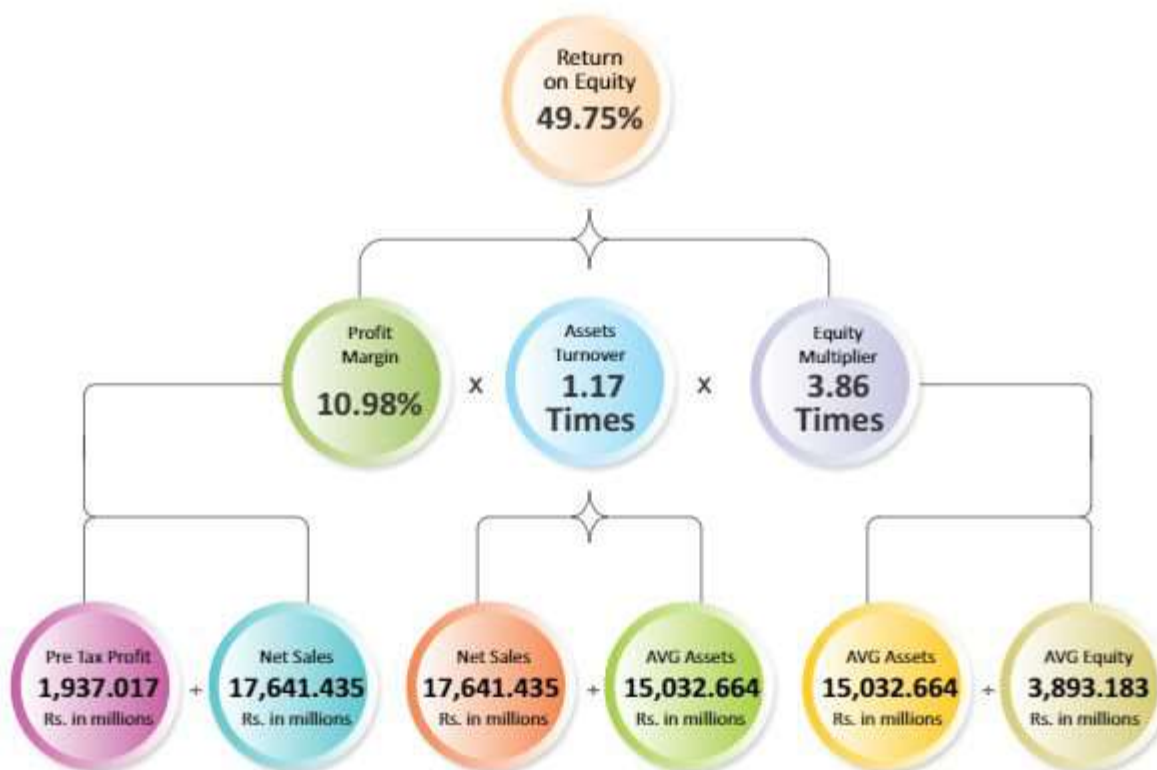 Return
on Equity
49.75%
Profit
Margin
10.98%
x
Assets
Turnover
1.17
Times
x
Equity
Multiplier
3.86
Times
Pre Tax Profit
1,937.017
Rs. in millions
÷
Net Sales
17,641.435
Rs. in millions
Net Sales
17,641.435
Rs. in millions
÷
AVG Assets
15,032.664
Rs. in millions
AVG Assets
15,032.664
Rs. in millions
÷
AVG Equity
3,893.183
Rs. in millions